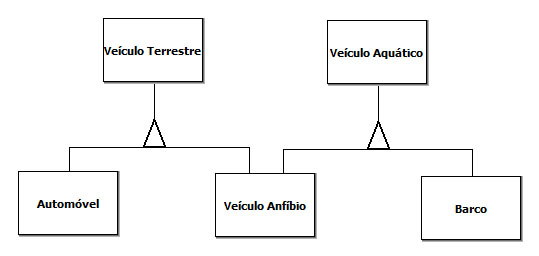 Veículo Terrestre
Veículo Aquático
Automóvel
Veículo Anfíbio
Barco